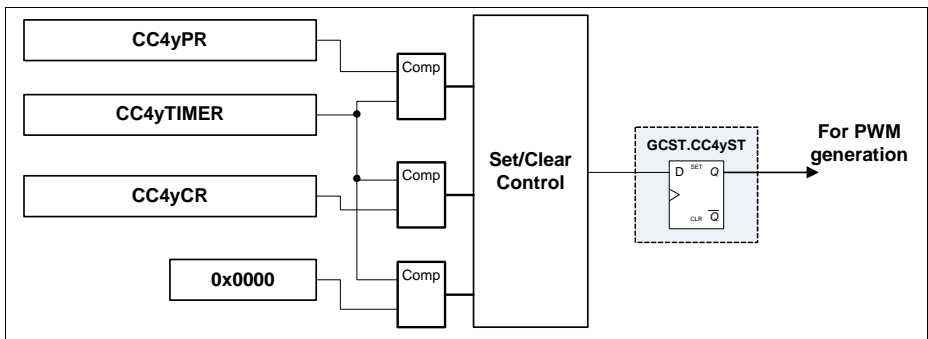 CC4yPR
CC4yTIMER
CC4yCR
0x0000
Comp
Comp
Comp
Set/Clear
Control
GCST.CC4yST
D SET Q
CLR Q
For PWM
generation